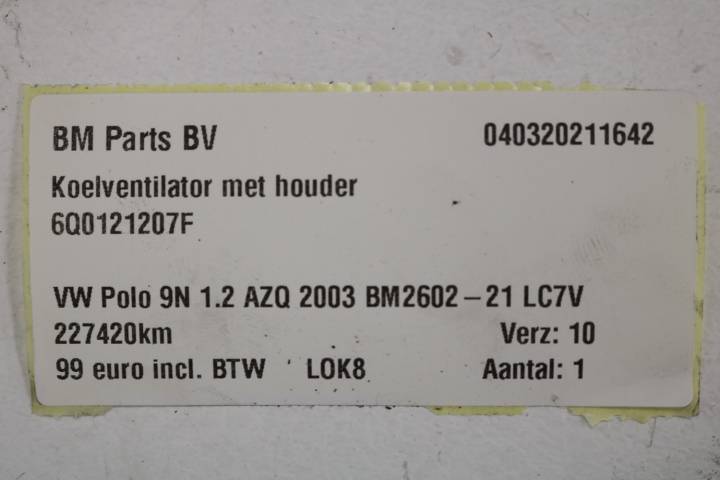 BM Parts BV 040320211642
Koelventilator met houder
6Q0121207F
VW Polo 9N 1.2 AZQ 2003 BM2602-21 LC7V
227420km Verz: 10
99 euro incl. BTW LOK8 Aantal: 1